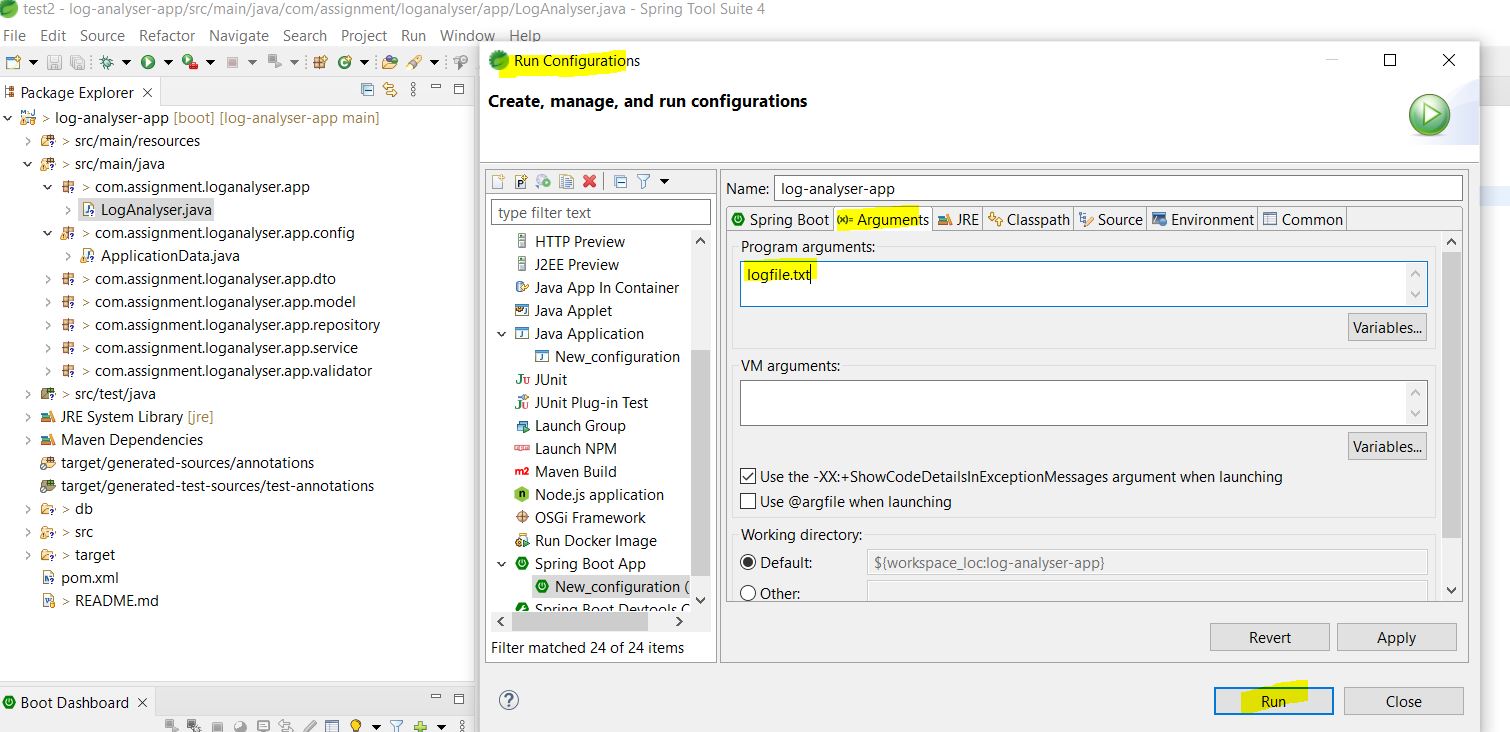 test2 - log-analyser-app/src/main/java/com/assignment/loganalyser/app/LogAnalyser.java - Spring Tool Suite 4
File Edit Source Refactor Navigate Search Project Run Window Help
Package Explorer
> log-analyser-app [boot] [log-analyser-app main]
> src/main/resources
> src/main/java
> com.assignment.loganalyser.app
LogAnalyser.java
> com.assignment.loganalyser.app.config
> ApplicationData.java
> com.assignment.loganalyser.app.dto
> com.assignment.loganalyser.app.model
> com.assignment.loganalyser.app.repository
> com.assignment.loganalyser.app.service
> com.assignment.loganalyser.app.validator
> src/test/java
JRE System Library [jre]
Maven Dependencies
target/generated-sources/annotations
target/generated-test-sources/test-annotations
> db
> src
> target
pom.xml
> README.md
Boot Dashboard
Run Configurations
Create, manage, and run configurations
type filter text
HTTP Preview
J2EE Preview
Java App In Container
Java Applet
Java Application
New_configuration
JUnit
JUnit Plug-in Test
Launch Group
Launch NPM
Maven Build
Node.js application
OSGi Framework
Run Docker Image
Spring Boot App
New_configuration (
Spring Boot Devtools C
Filter matched 24 of 24 items
Name: log-analyser-app
Spring Boot (x)= Arguments JRE Classpath Source Environment Common
Program arguments:
logfile.txt
Variables...
VM arguments:
Variables...
Use the -XX:+ShowCodeDetailsInExceptionMessages argument when launching
Use @argfile when launching
Working directory:
Default: ${workspace_loc:log-analyser-app}
Other:
Revert Apply
Run Close